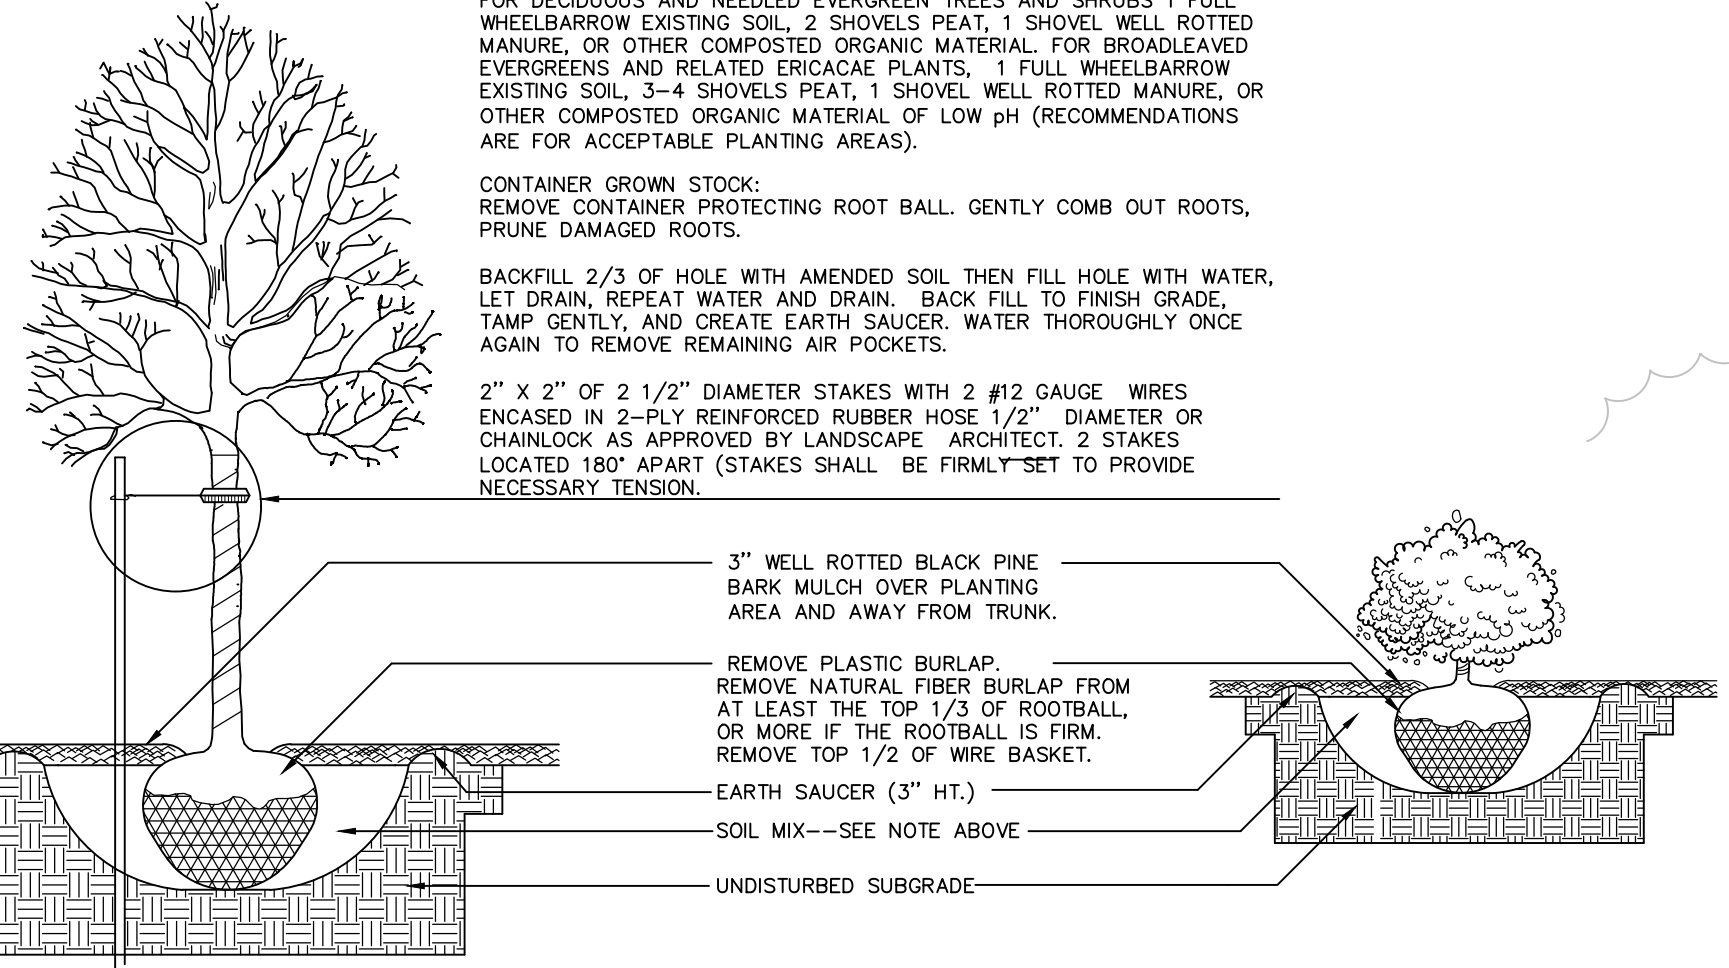 FOR DECIDUOUS AND NEEDLED EVERGREEN TREES AND SHRUBS 1 FULL
WHEELBARROW EXISTING SOIL, 2 SHOVELS PEAT, 1 SHOVEL WELL ROTTED
MANURE, OR OTHER COMPOSTED ORGANIC MATERIAL. FOR BROADLEAVED
EVERGREENS AND RELATED ERICACAE PLANTS, 1 FULL WHEELBARROW
EXISTING SOIL, 3-4 SHOVELS PEAT, 1 SHOVEL WELL ROTTED MANURE, OR
OTHER COMPOSTED ORGANIC MATERIAL OF LOW pH (RECOMMENDATIONS
ARE FOR ACCEPTABLE PLANTING AREAS).
CONTAINER GROWN STOCK:
REMOVE CONTAINER PROTECTING ROOT BALL. GENTLY COMB OUT ROOTS,
PRUNE DAMAGED ROOTS.
BACKFILL 2/3 OF HOLE WITH AMENDED SOIL THEN FILL HOLE WITH WATER,
LET DRAIN, REPEAT WATER AND DRAIN. BACK FILL TO FINISH GRADE,
TAMP GENTLY, AND CREATE EARTH SAUCER. WATER THOROUGHLY ONCE
AGAIN TO REMOVE REMAINING AIR POCKETS.
2" X 2" OF 2 1/2" DIAMETER STAKES WITH 2 #12 GAUGE WIRES
ENCASED IN 2-PLY REINFORCED RUBBER HOSE 1/2" DIAMETER OR
CHAINLOCK AS APPROVED BY LANDSCAPE ARCHITECT. 2 STAKES
LOCATED 180° APART (STAKES SHALL BE FIRMLY SET TO PROVIDE
NECESSARY TENSION.
3" WELL ROTTED BLACK PINE
BARK MULCH OVER PLANTING
AREA AND AWAY FROM TRUNK.
REMOVE PLASTIC BURLAP.
REMOVE NATURAL FIBER BURLAP FROM
AT LEAST THE TOP 1/3 OF ROOTBALL,
OR MORE IF THE ROOTBALL IS FIRM.
REMOVE TOP 1/2 OF WIRE BASKET.
EARTH SAUCER (3" HT.)
SOIL MIX--SEE NOTE ABOVE
UNDISTURBED SUBGRADE